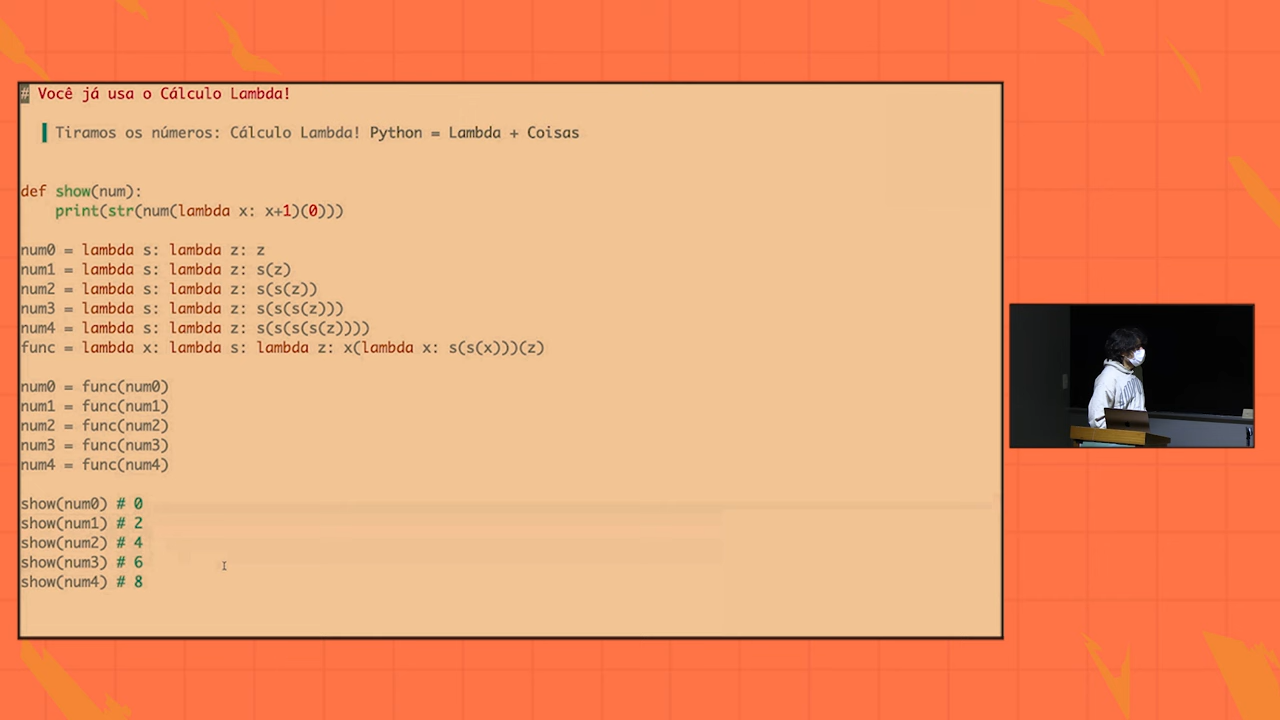 # Você já usa o Cálculo Lambda!
Tiramos os números: Cálculo Lambda! Python = Lambda + Coisas
def show(num):
    print(str(num(lambda x: x+1)(0)))
num0 = lambda s: lambda z: z
num1 = lambda s: lambda z: s(z)
num2 = lambda s: lambda z: s(s(z))
num3 = lambda s: lambda z: s(s(s(z)))
num4 = lambda s: lambda z: s(s(s(s(z))))
func = lambda x: lambda s: lambda z: x(lambda x: s(s(x)))(z)
num0 = func(num0)
num1 = func(num1)
num2 = func(num2)
num3 = func(num3)
num4 = func(num4)
show(num0) # 0
show(num1) # 2
show(num2) # 4
show(num3) # 6
show(num4) # 8